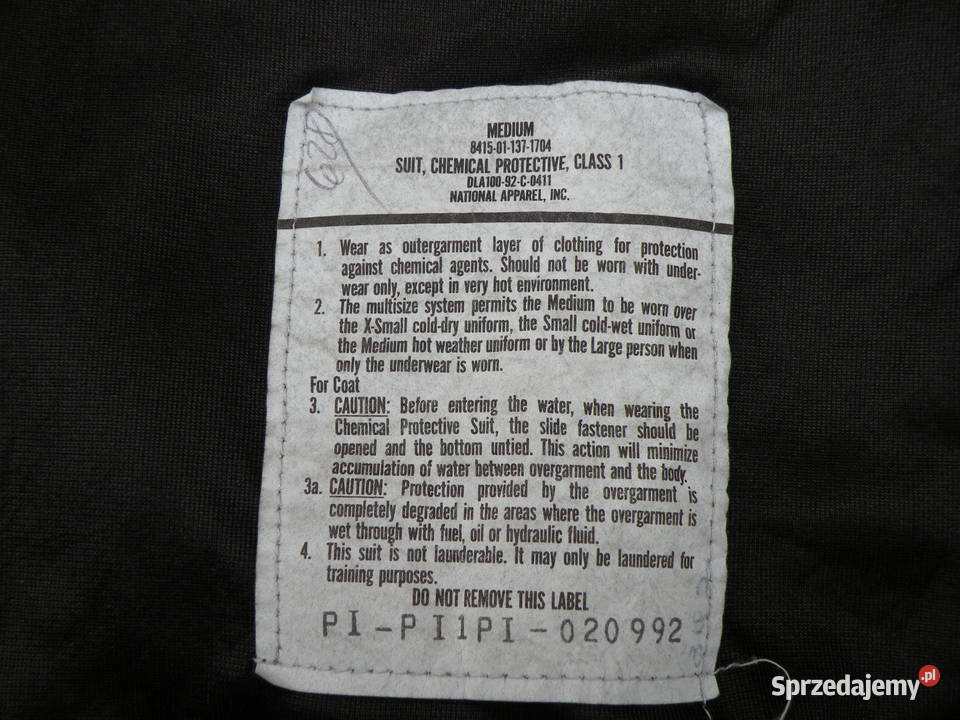 MEDIUM
8415-01-137-1704
SUIT, CHEMICAL PROTECTIVE, CLASS 1
DLA100-92-C-0411
NATIONAL APPAREL, INC.
1. Wear as outergarment layer of clothing for protection
against chemical agents. Should not be worn with under-
wear only, except in very hot environment.
2. The multisize system permits the Medium to be worn over
the X-Small cold-dry uniform, the Small cold-wet uniform or
the Medium hot weather uniform or by the Large person when
only the underwear is worn.
For Coat
3. CAUTION: Before entering the water, when wearing the
Chemical Protective Suit, the slide fastener should be
opened and the bottom untied. This action will minimize
accumulation of water between overgarment and the body.
3a. CAUTION: Protection provided by the overgarment is
completely degraded in the areas where the overgarment is
wet through with fuel, oil or hydraulic fluid.
4. This suit is not launderable. It may only be laundered for
training purposes.
DO NOT REMOVE THIS LABEL
PI-PI1PI-020992
Sprzedajemy.pl